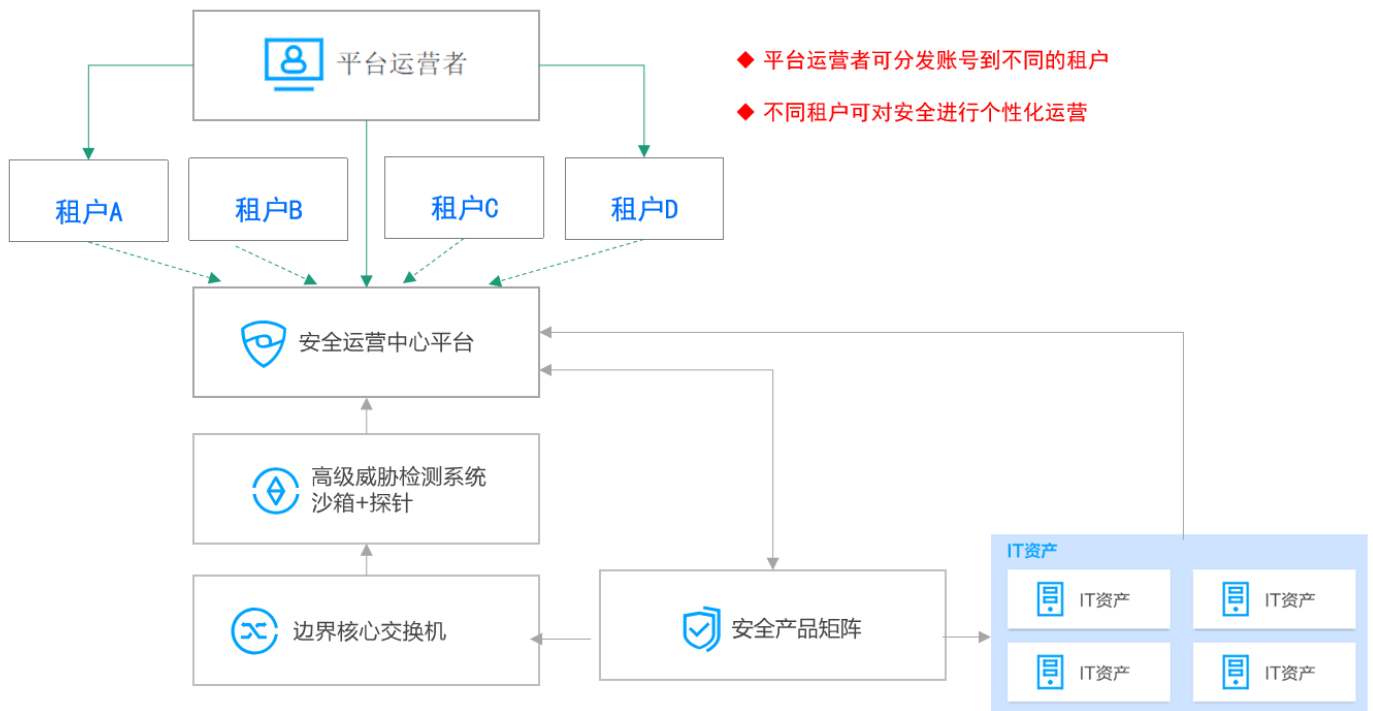 平台运营者
◆ 平台运营者可分发账号到不同的租户
◆ 不同租户可对安全进行个性化运营
租户A
租户B
租户C
租户D
安全运营中心平台
高级威胁检测系统
沙箱+探针
边界核心交换机
安全产品矩阵
IT资产
IT资产
IT资产
IT资产
IT资产